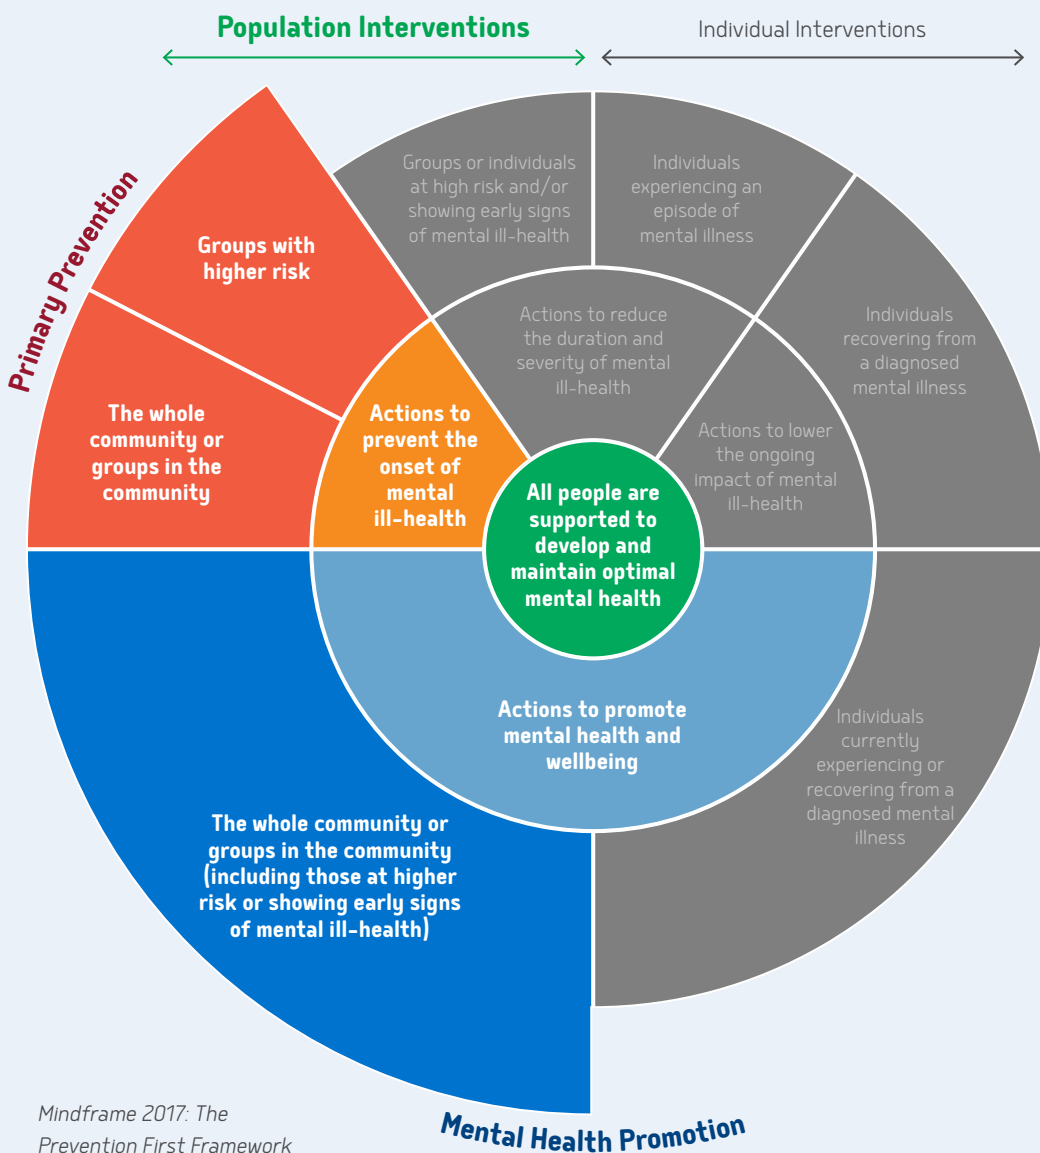 Population Interventions
Individual Interventions
Primary Prevention
Groups with
higher risk
Groups or individuals
at high risk and/or
showing early signs
of mental ill-health
Individuals
experiencing an
episode of
mental illness
Individuals
recovering from
a diagnosed
mental illness
The whole
community or
groups in the
community
Actions to
prevent the
onset of
mental
ill-health
Actions to reduce
the duration and
severity of mental
ill-health
Actions to lower
the ongoing
impact of mental
ill-health
All people are
supported to
develop and
maintain optimal
mental health
Actions to promote
mental health and
wellbeing
Individuals
currently
experiencing or
recovering from a
diagnosed mental
illness
The whole community or
groups in the community
(including those at higher
risk or showing early signs
of mental ill-health)
Mental Health Promotion
Mindframe 2017: The
Prevention First Framework